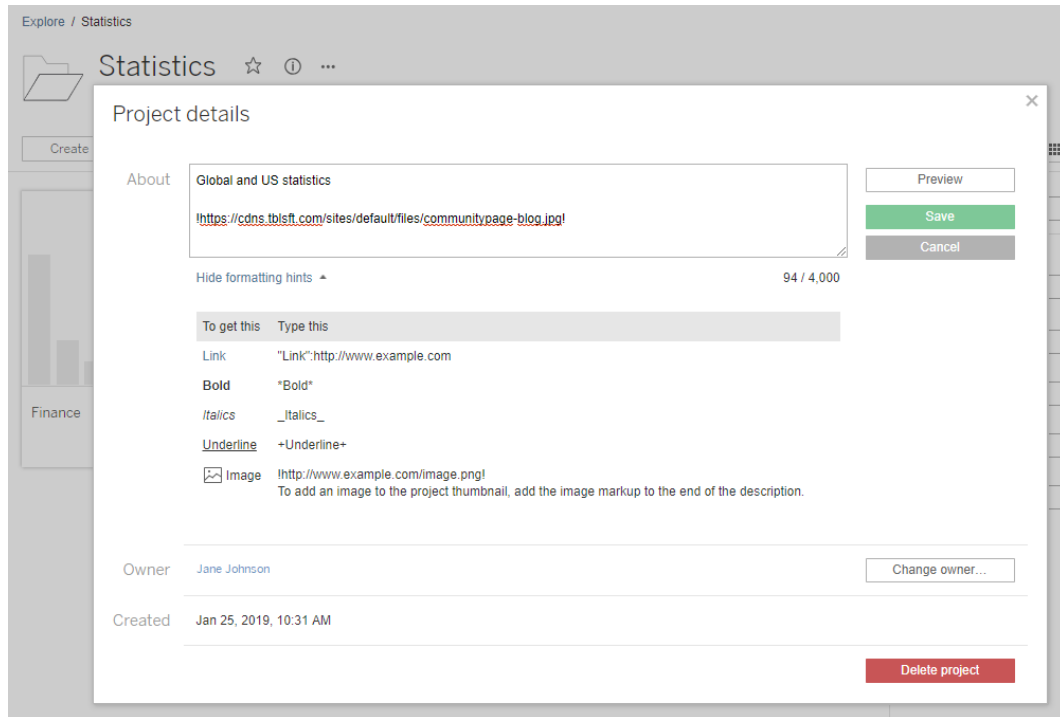 Explore / Statistics
Statistics
Project details
Create
About
Global and US statistics
!https://cdns.tblsft.com/sites/default/files/communitypage-blog.jpg!
Preview
Save
Cancel
Hide formatting hints
94 / 4,000
To get this Type this
Link "Link":http://www.example.com
Bold *Bold*
Italics _Italics_
Underline +Underline+
Image !http://www.example.com/image.png!
To add an image to the project thumbnail, add the image markup to the end of the description.
Finance
Owner Jane Johnson Change owner...
Created Jan 25, 2019, 10:31 AM
Delete project